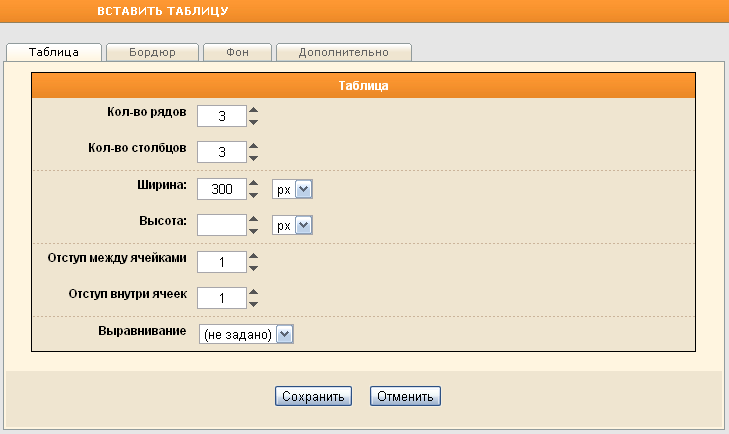 ВСТАВИТЬ ТАБЛИЦУ
Таблица Бордюр Фон Дополнительно
Таблица
Кол-во рядов 3
Кол-во столбцов 3
Ширина: 300 px
Высота: px
Отступ между ячейками 1
Отступ внутри ячеек 1
Выравнивание (не задано)
Сохранить Отменить